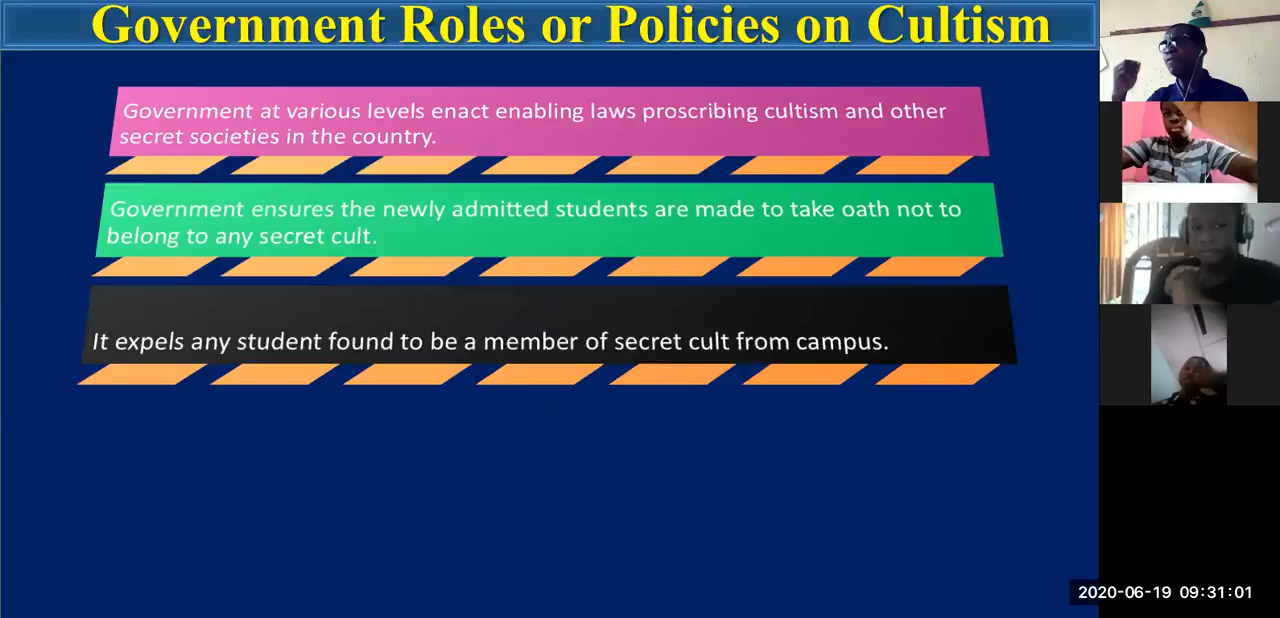 Government Roles or Policies on Cultism
Government at various levels enact enabling laws proscribing cultism and other
secret societies in the country.
Government ensures the newly admitted students are made to take oath not to
belong to any secret cult.
It expels any student found to be a member of secret cult from campus.
2020-06-19 09:31:01